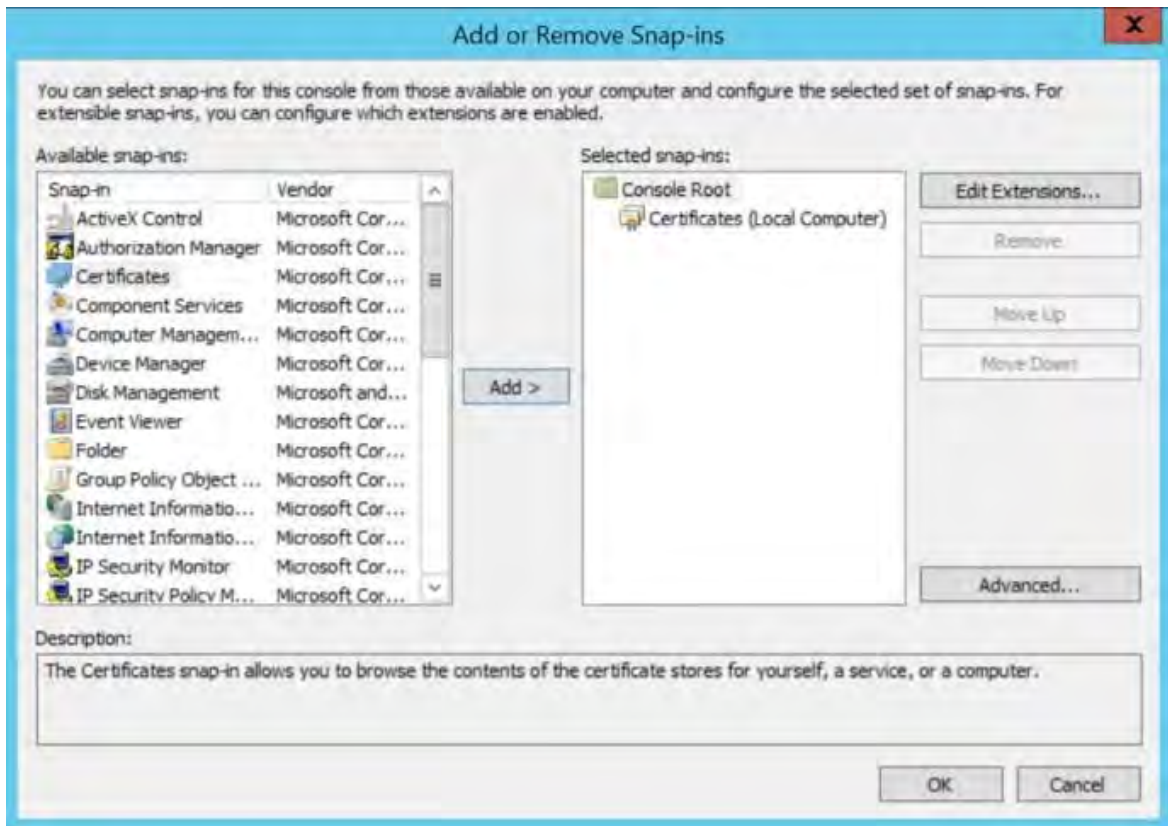 Add or Remove Snap-ins
X
You can select snap-ins for this console from those available on your computer and configure the selected set of snap-ins. For
extensible snap-ins, you can configure which extensions are enabled.
Available snap-ins:
Snap-in Vendor
ActiveX Control Microsoft Cor...
Authorization Manager Microsoft Cor...
Certificates Microsoft Cor...
Component Services Microsoft Cor...
Computer Managem... Microsoft Cor...
Device Manager Microsoft Cor...
Disk Management Microsoft and...
Event Viewer Microsoft Cor...
Folder Microsoft Cor...
Group Policy Object ... Microsoft Cor...
Internet Informatio... Microsoft Cor...
Internet Informatio... Microsoft Cor...
IP Security Monitor Microsoft Cor...
IP Security Policy M... Microsoft Cor...
Add >
Selected snap-ins:
Console Root
Certificates (Local Computer)
Edit Extensions...
Remove
Move Up
Move Down
Advanced...
Description:
The Certificates snap-in allows you to browse the contents of the certificate stores for yourself, a service, or a computer.
OK Cancel